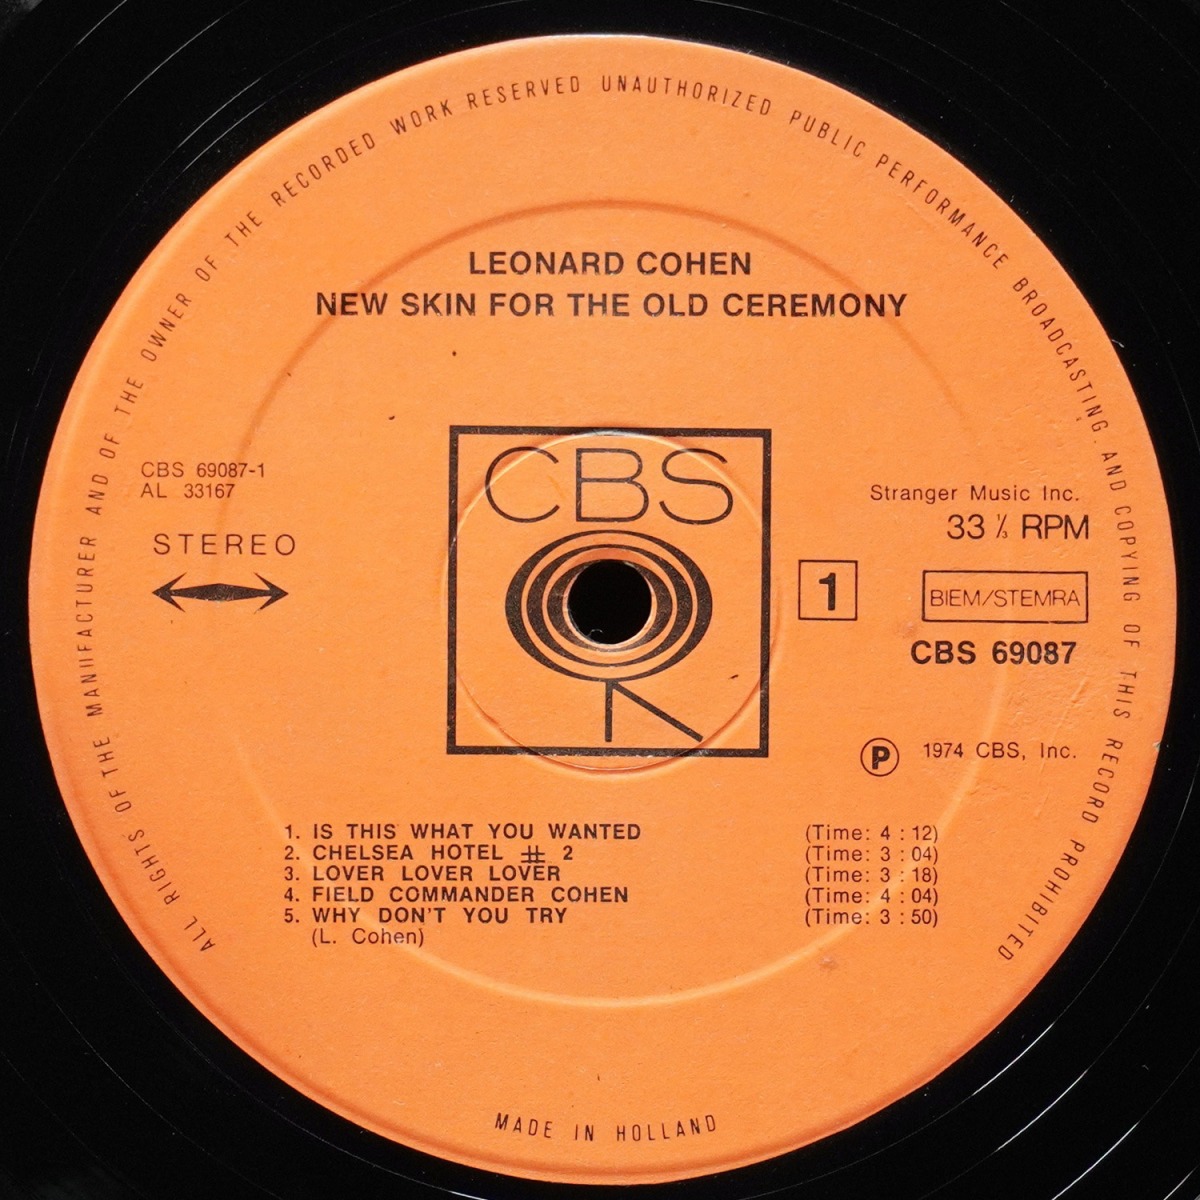 ALL RIGHTS OF THE MANUFACTURER AND OF THE OWNER OF THE RECORDED WORK RESERVED UNAUTHORIZED PUBLIC PERFORMANCE BROADCASTING. AND COPYING OF THIS RECORD PROHIBITED
LEONARD COHEN
NEW SKIN FOR THE OLD CEREMONY
CBS
CBS 69087-1
AL 33167
STEREO
Stranger Music Inc.
33 ⅓ RPM
1
BIEM/STEMRA
CBS 69087
Ⓟ 1974 CBS, Inc.
1. IS THIS WHAT YOU WANTED (Time: 4 : 12)
2. CHELSEA HOTEL # 2 (Time: 3 : 04)
3. LOVER LOVER LOVER (Time: 3 : 18)
4. FIELD COMMANDER COHEN (Time: 4 : 04)
5. WHY DON'T YOU TRY (Time: 3 : 50)
(L. Cohen)
MADE IN HOLLAND